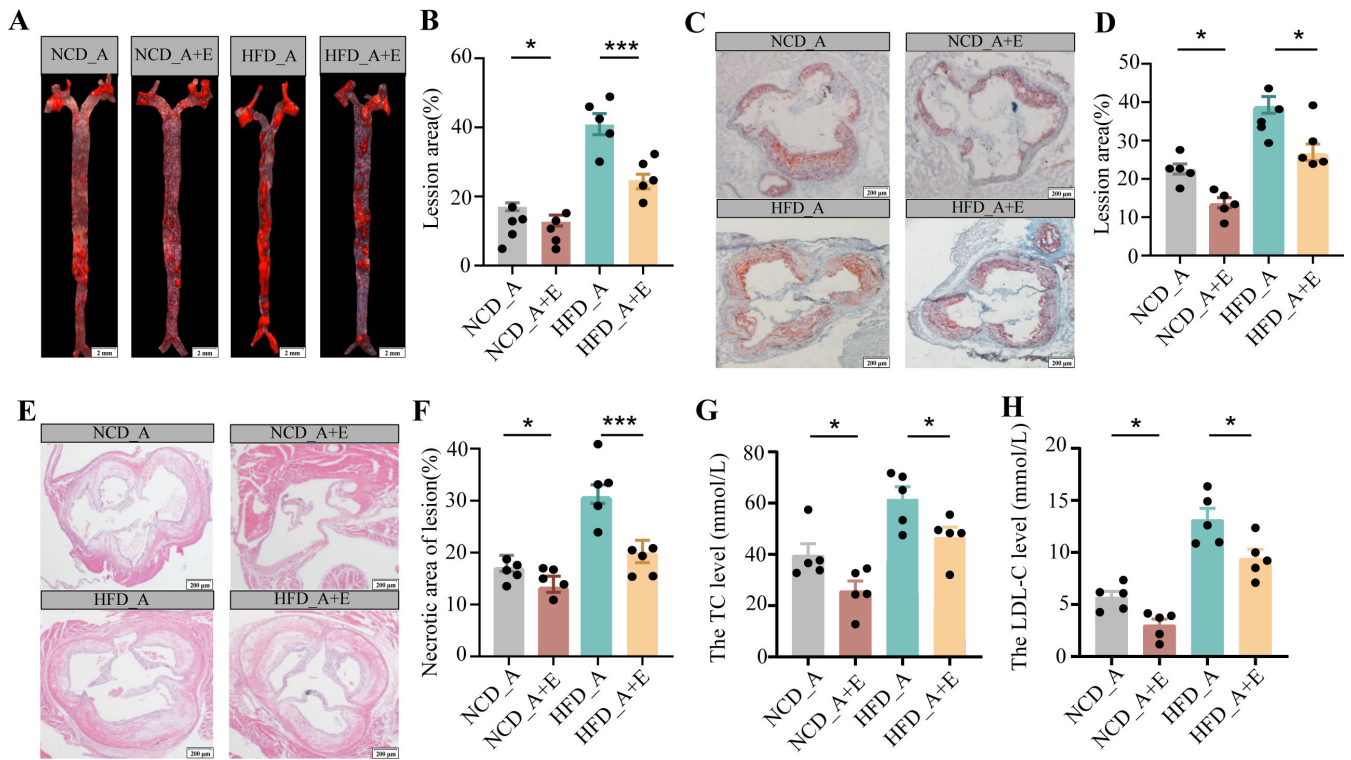 A
NCD_A
NCD_A+E
HFD_A
HFD_A+E
2 mm
2 mm
2 mm
2 mm
B
Lession area(%)
60
40
20
0
*
***
NCD_A
NCD_A+E
HFD_A
HFD_A+E
C
NCD_A
NCD_A+E
200 μm
200 μm
HFD_A
HFD_A+E
200 μm
200 μm
D
Lession area(%)
50
40
30
20
10
0
*
*
NCD_A
NCD_A+E
HFD_A
HFD_A+E
E
NCD_A
NCD_A+E
200 μm
200 μm
HFD_A
HFD_A+E
200 μm
200 μm
F
Necrotic area of lesion(%)
40
30
20
10
0
*
***
NCD_A
NCD_A+E
HFD_A
HFD_A+E
G
The TC level (mmol/L)
80
60
40
20
0
*
*
NCD_A
NCD_A+E
HFD_A
HFD_A+E
H
The LDL-C level (mmol/L)
20
15
10
5
0
*
*
NCD_A
NCD_A+E
HFD_A
HFD_A+E